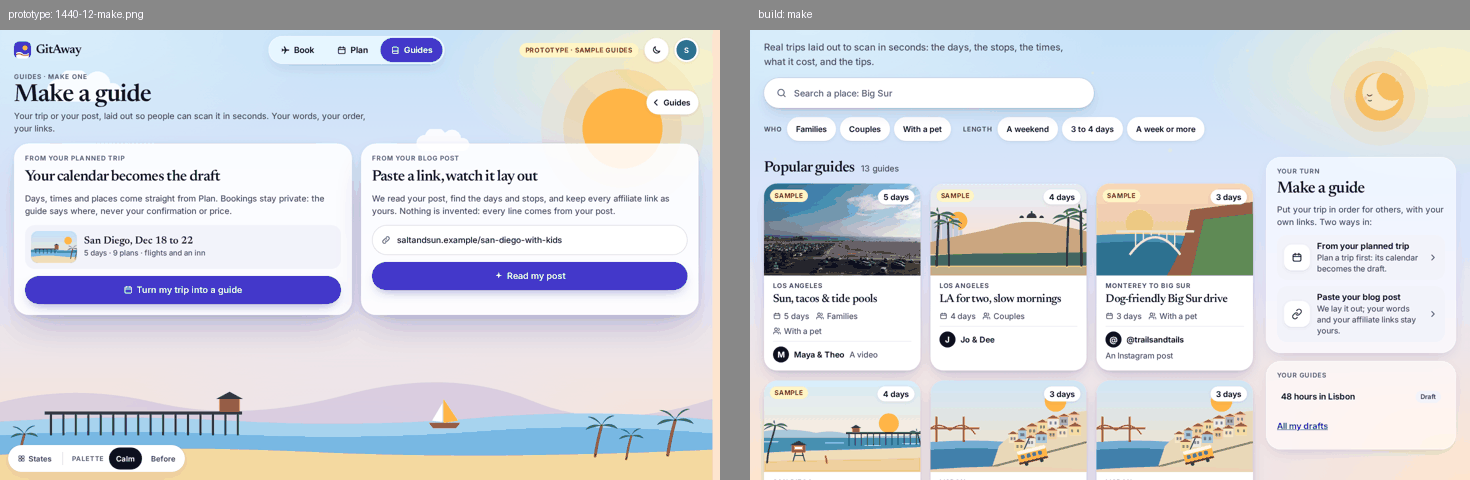 prototype: 1440-12-make.png
GitAway
Book
Plan
Guides
PROTOTYPE · SAMPLE GUIDES
S
GUIDES · MAKE ONE
Make a guide
Your trip or your post, laid out so people can scan it in seconds. Your words, your order,
your links.
Guides
FROM YOUR PLANNED TRIP
Your calendar becomes the draft
Days, times and places come straight from Plan. Bookings stay private: the
guide says where, never your confirmation or price.
San Diego, Dec 18 to 22
5 days · 9 plans · flights and an inn
Turn my trip into a guide
FROM YOUR BLOG POST
Paste a link, watch it lay out
We read your post, find the days and stops, and keep every affiliate link as
yours. Nothing is invented: every line comes from your post.
saltandsun.example/san-diego-with-kids
Read my post
States
PALETTE
Calm
Before
build: make
Real trips laid out to scan in seconds: the days, the stops, the times,
what it cost, and the tips.
Search a place: Big Sur
WHO
Families
Couples
With a pet
LENGTH
A weekend
3 to 4 days
A week or more
Popular guides
13 guides
SAMPLE
5 days
LOS ANGELES
Sun, tacos & tide pools
5 days
Families
With a pet
M
Maya & Theo
A video
SAMPLE
4 days
LOS ANGELES
LA for two, slow mornings
4 days
Couples
J
Jo & Dee
SAMPLE
3 days
MONTEREY TO BIG SUR
Dog-friendly Big Sur drive
3 days
With a pet
@
@trailsandtails
An Instagram post
SAMPLE
4 days
3 days
3 days
YOUR TURN
Make a guide
Put your trip in order for others, with your
own links. Two ways in:
From your planned trip
Plan a trip first: its calendar
becomes the draft.
Paste your blog post
We lay it out; your words
and your affiliate links stay
yours.
YOUR GUIDES
48 hours in Lisbon
Draft
All my drafts